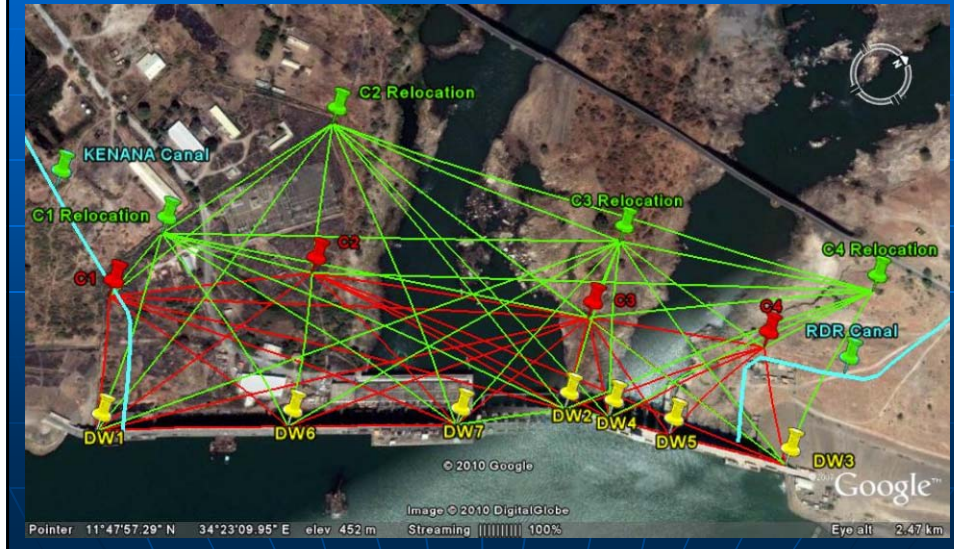 C2 Relocation
KENANA Canal
C1 Relocation
C3 Relocation
C2
C4 Relocation
C1
C3
C4
RDR Canal
DW1
DW6
DW7
DW2
DW4
DW5
DW3
© 2010 Google
Google™
Image © 2010 DigitalGlobe
Pointer 11°47'57.29" N 34°23'09.95" E elev 452 m Streaming |||||||||| 100% Eye alt 2.47 km